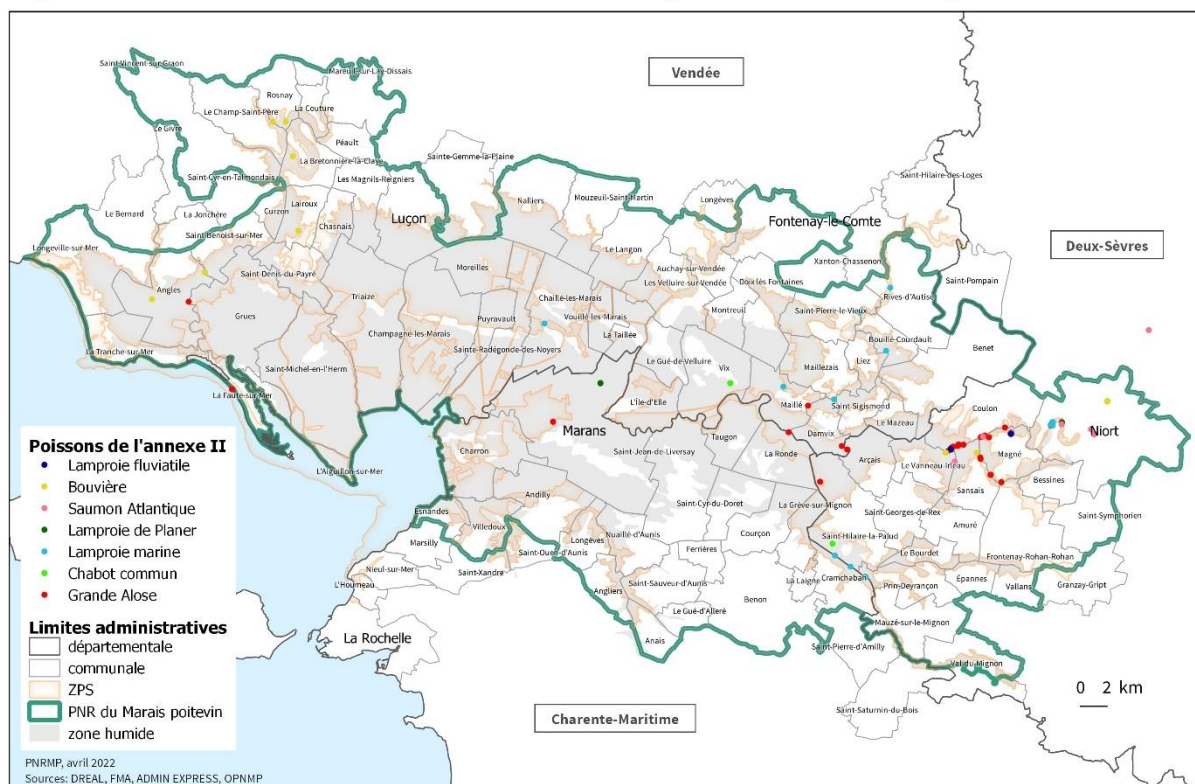 Vendée
Saint-Vincent-sur-Graon
Mareuil-sur-Lay-Dissais
Rosnay
Le Champ-Saint-Père
La Couture
Le Givre
Péault
La Bretonnière-la-Claye
Sainte-Gemme-la-Plaine
Saint-Hilaire-des-Loges
Saint-Cyr-en-Talmondais
Les Magnils-Reigniers
Mouzeuil-Saint-Martin
Longèves
Nalliers
Lairoux
Le Bernard
La Jonchère
Curzon
Luçon
Fontenay-le-Comte
Chasnais
Saint-Benoist-sur-Mer
Deux-Sèvres
Longeville-sur-Mer
Le Langon
Xanton-Chassenon
Moreilles
Auchay-sur-Vendée
Saint-Denis-du-Payré
Saint-Pompain
Les Velluire-sur-Vendée
Doix lès Fontaines
Angles
Triaize
Chaillé-les-Marais
Rives-d'Autise
Grues
Puyravault
Vouillé-les-Marais
Montreuil
Saint-Pierre-le-Vieux
Champagné-les-Marais
La Taillée
Bouillé-Courdault
Benet
La Tranche-sur-Mer
Sainte-Radégonde-des-Noyers
Le Gué-de-Velluire
Liez
Saint-Michel-en-l'Herm
Vix
Maillezais
La Faute-sur-Mer
L'Île-d'Elle
Maillé
Saint-Sigismond
Coulon
Le Mazeau
Marans
Taugon
Damvix
Niort
Charron
Saint-Jean-de-Liversay
La Ronde
Arçais
Magné
Le Vanneau-Irleau
L'Aiguillon-sur-Mer
Bessines
Sansais
Andilly
Saint-Cyr-du-Doret
La Grève-sur-Mignon
Esnandes
Saint-Georges-de-Rex
Saint-Symphorien
Villedoux
Amuré
Nuaillé-d'Aunis
Courçon
Marsilly
Longèves
Saint-Hilaire-la-Palud
Saint-Ouen-d'Aunis
Ferrières
Le Bourdet
Frontenay-Rohan-Rohan
Nieul-sur-Mer
Saint-Xandre
L'Houmeau
Angliers
Saint-Sauveur-d'Aunis
La Laigne
Cramchaban
Prin-Deyrançon
Épannes
Vallans
Granzay-Gript
Benon
Le Gué-d'Alleré
La Rochelle
Anais
Mauzé-sur-le-Mignon
Saint-Pierre-d'Amilly
Val-du-Mignon
Saint-Saturnin-du-Bois
Charente-Maritime
0 2 km
Poissons de l'annexe II
Lamproie fluviatile
Bouvière
Saumon Atlantique
Lamproie de Planer
Lamproie marine
Chabot commun
Grande Alose
Limites administratives
départementale
communale
ZPS
PNR du Marais poitevin
zone humide
PNRMP, avril 2022
Sources: DREAL, FMA, ADMIN EXPRESS, OPNMP